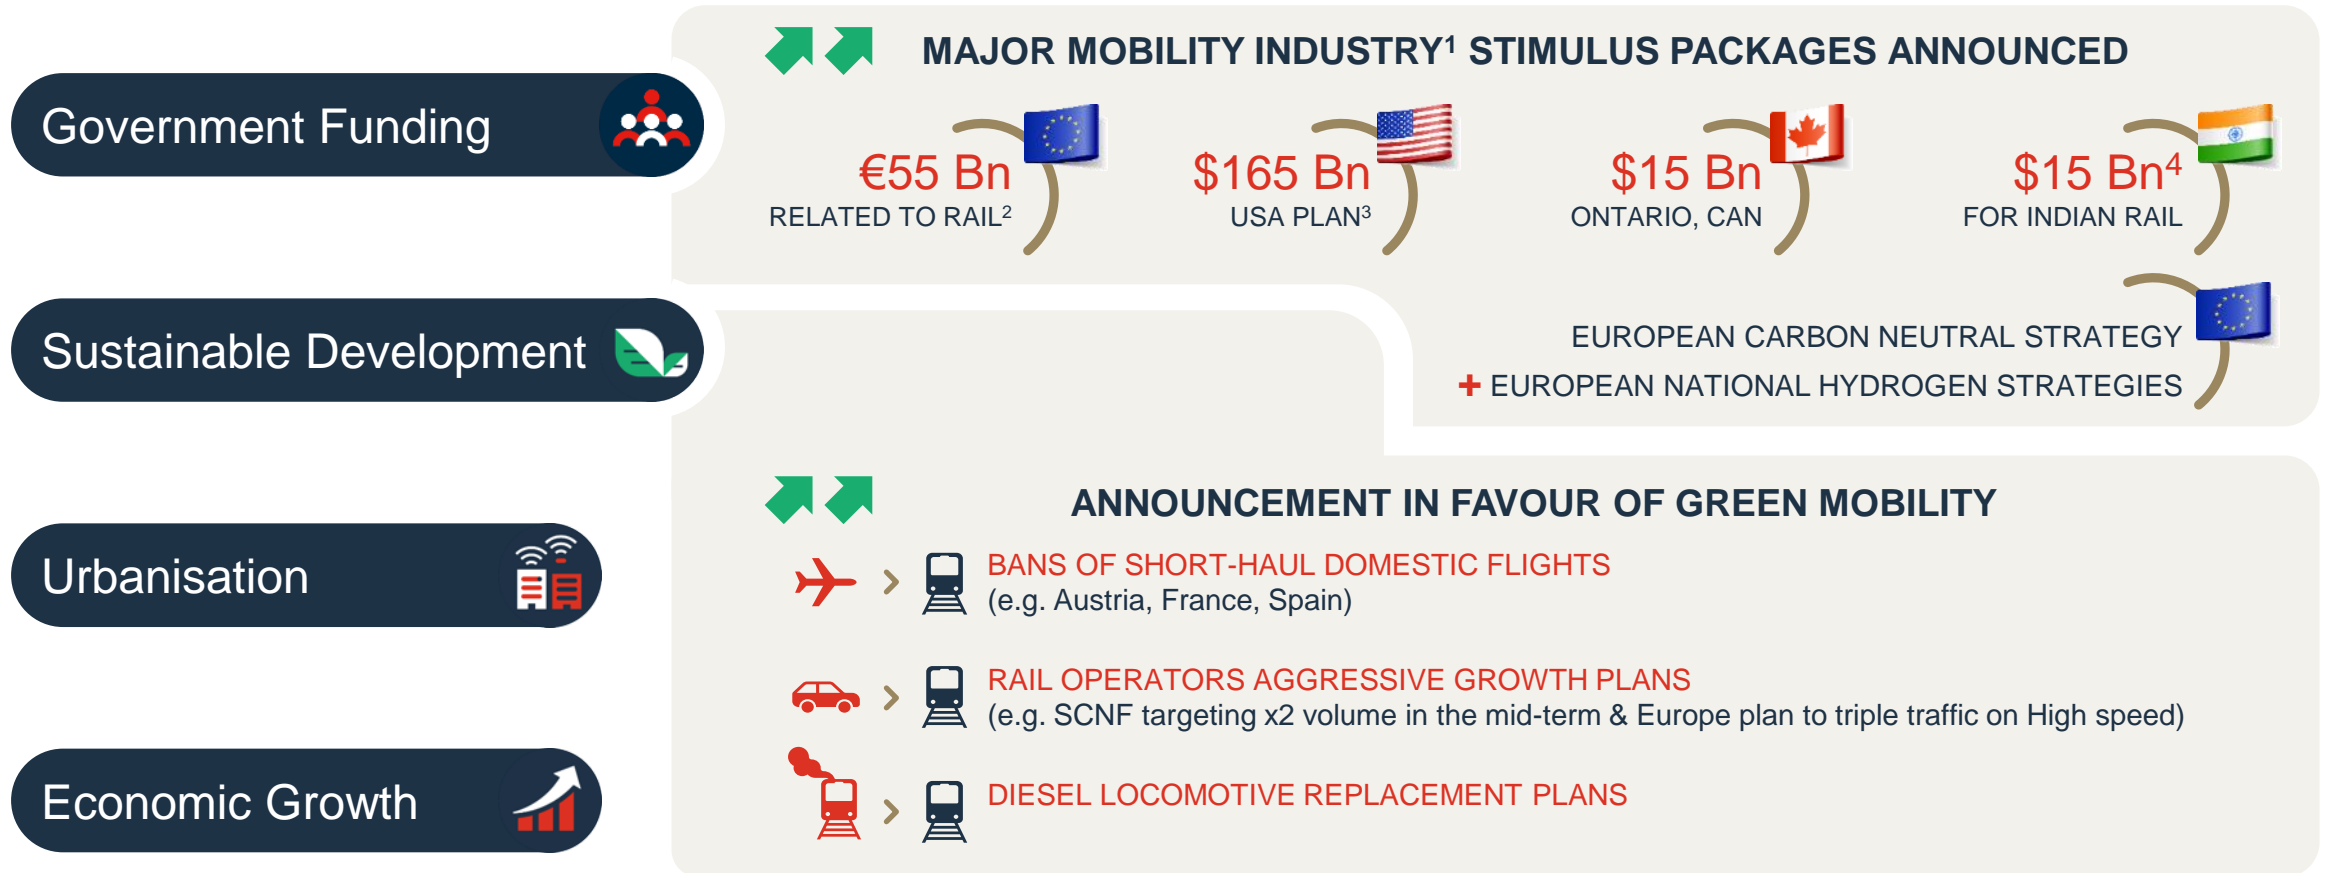 MAJOR MOBILITY INDUSTRY¹ STIMULUS PACKAGES ANNOUNCED
Government Funding
€55 Bn
RELATED TO RAIL²
$165 Bn
USA PLAN³
$15 Bn
ONTARIO, CAN
$15 Bn⁴
FOR INDIAN RAIL
Sustainable Development
EUROPEAN CARBON NEUTRAL STRATEGY
+ EUROPEAN NATIONAL HYDROGEN STRATEGIES
ANNOUNCEMENT IN FAVOUR OF GREEN MOBILITY
Urbanisation
BANS OF SHORT-HAUL DOMESTIC FLIGHTS
(e.g. Austria, France, Spain)
RAIL OPERATORS AGGRESSIVE GROWTH PLANS
(e.g. SCNF targeting x2 volume in the mid-term & Europe plan to triple traffic on High speed)
Economic Growth
DIESEL LOCOMOTIVE REPLACEMENT PLANS